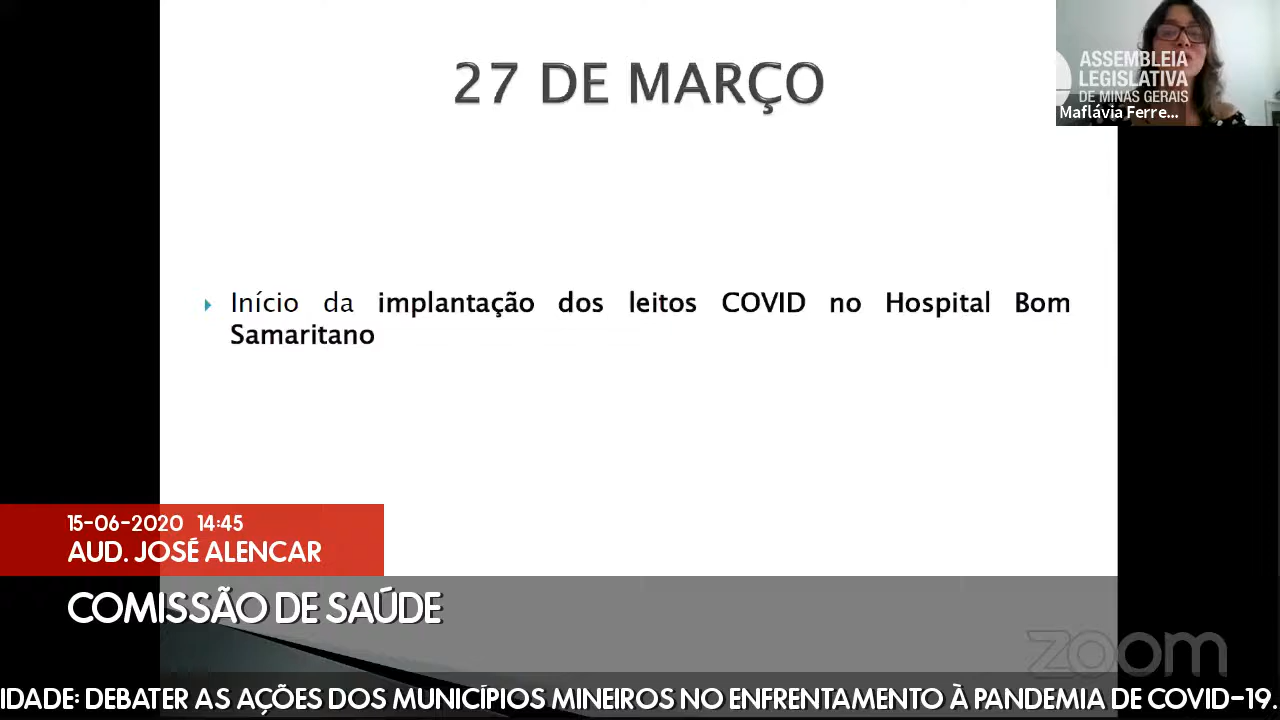 27 DE MARÇO
ASSEMBLEIA
LEGISLATIVA
DE MINAS GERAIS
Maflávia Ferre...
Início da implantação dos leitos COVID no Hospital Bom
Samaritano
15-06-2020 14:45
AUD. JOSÉ ALENCAR
COMISSÃO DE SAÚDE
zoom
IDADE: DEBATER AS AÇÕES DOS MUNICÍPIOS MINEIROS NO ENFRENTAMENTO À PANDEMIA DE COVID-19.